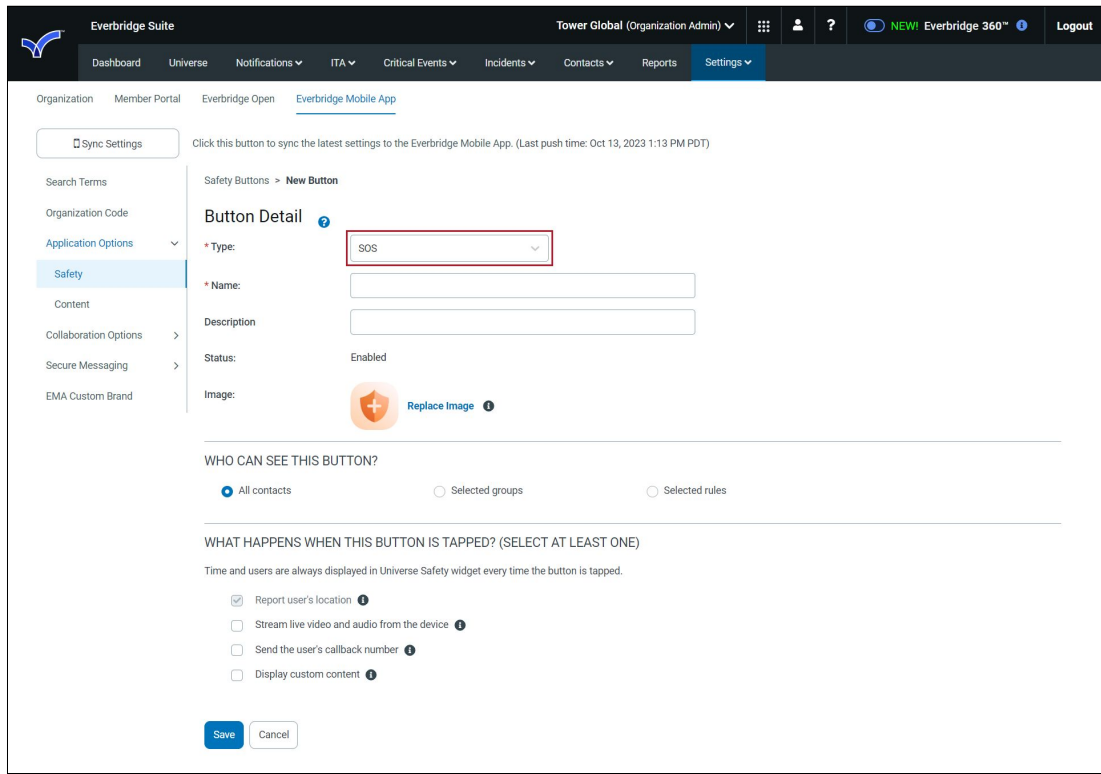 Everbridge Suite
Tower Global (Organization Admin)
?
NEW! Everbridge 360™
Logout
Dashboard
Universe
Notifications
ITA
Critical Events
Incidents
Contacts
Reports
Settings
Organization
Member Portal
Everbridge Open
Everbridge Mobile App
Sync Settings
Click this button to sync the latest settings to the Everbridge Mobile App. (Last push time: Oct 13, 2023 1:13 PM PDT)
Search Terms
Organization Code
Application Options
Safety
Content
Collaboration Options
Secure Messaging
EMA Custom Brand
Safety Buttons > New Button
Button Detail ?
* Type:
SOS
* Name:
Description
Status:
Enabled
Image:
Replace Image
WHO CAN SEE THIS BUTTON?
All contacts
Selected groups
Selected rules
WHAT HAPPENS WHEN THIS BUTTON IS TAPPED? (SELECT AT LEAST ONE)
Time and users are always displayed in Universe Safety widget every time the button is tapped.
Report user's location
Stream live video and audio from the device
Send the user's callback number
Display custom content
Save
Cancel